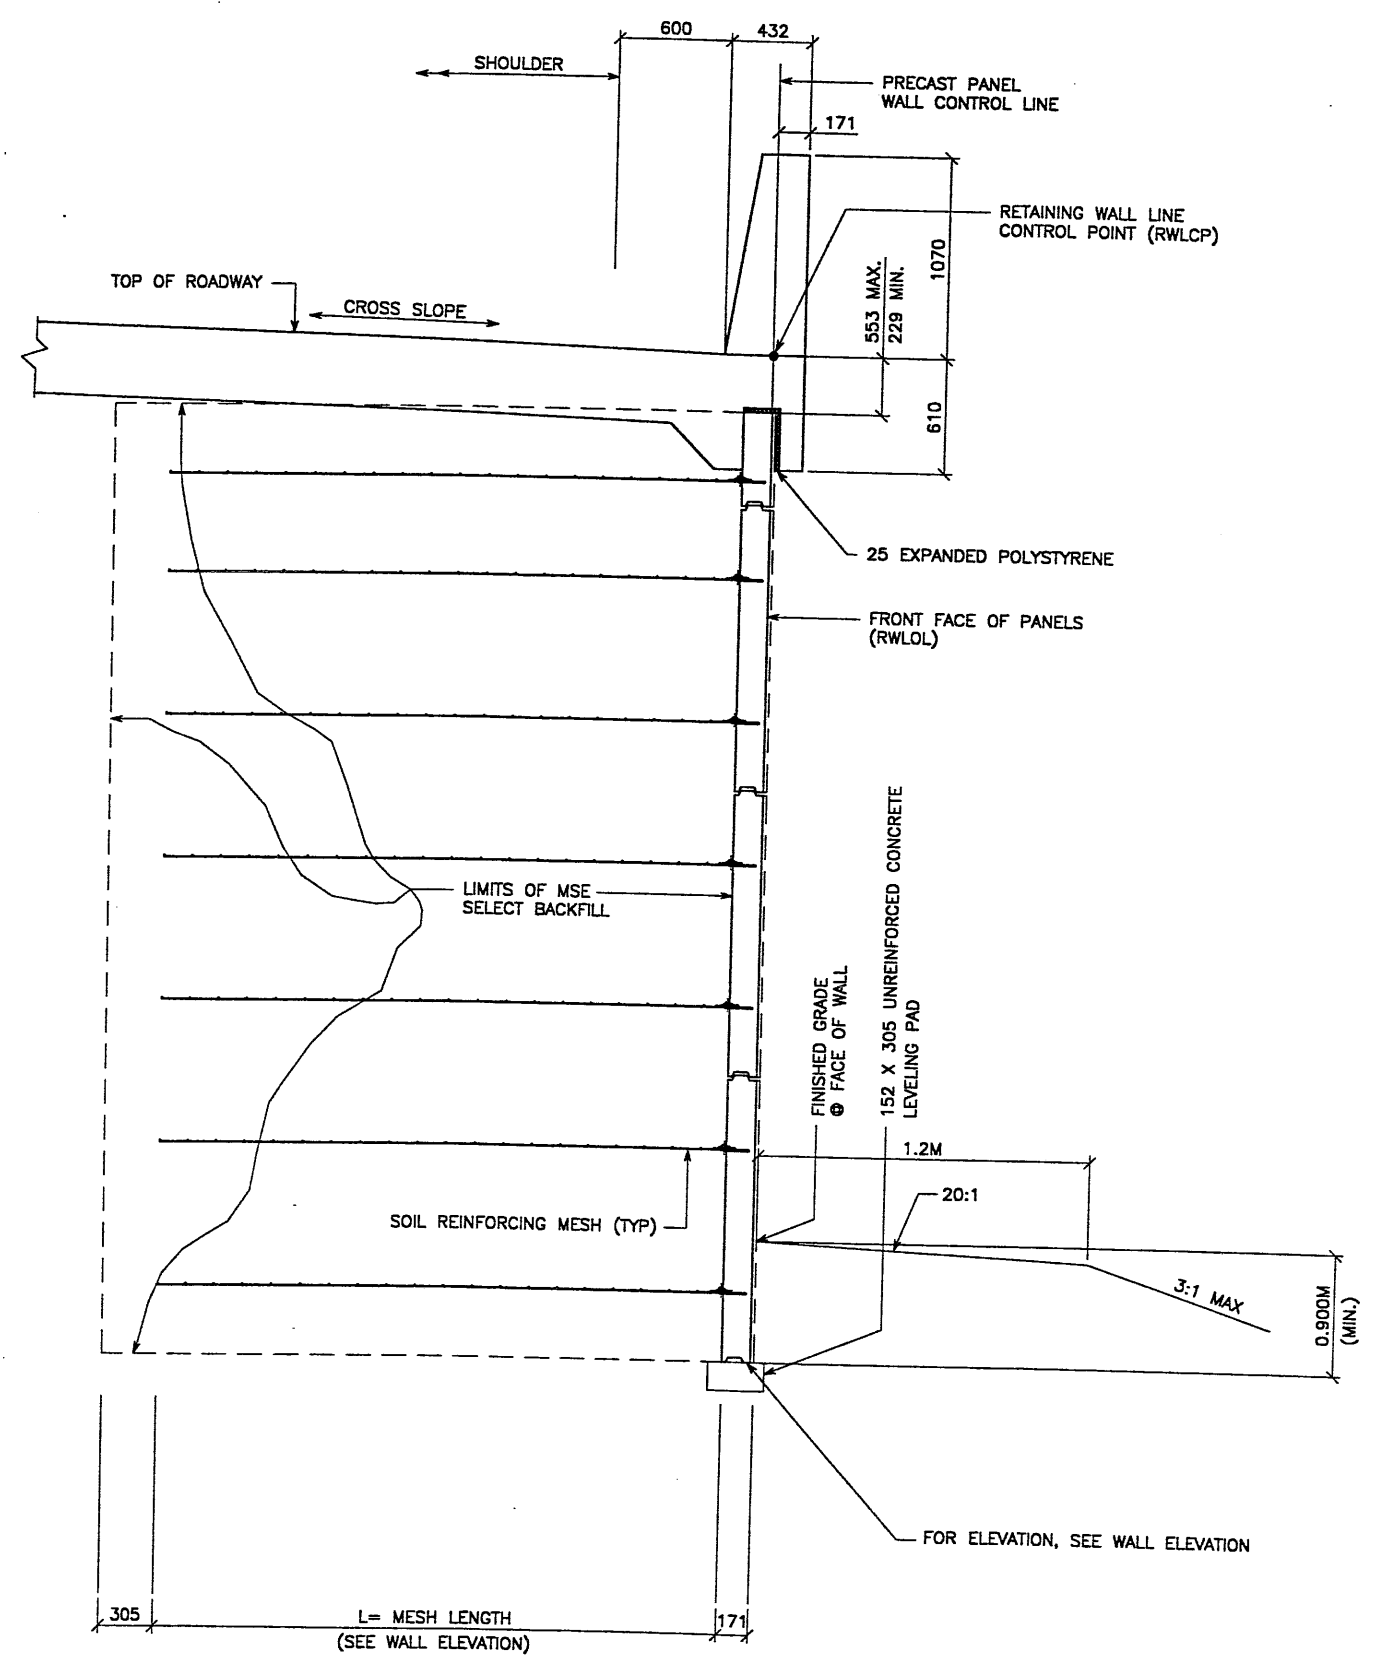 600
432
SHOULDER
PRECAST PANEL
WALL CONTROL LINE
171
RETAINING WALL LINE
CONTROL POINT (RWLCP)
1070
553 MAX.
229 MIN.
TOP OF ROADWAY
CROSS SLOPE
610
25 EXPANDED POLYSTYRENE
FRONT FACE OF PANELS
(RWLOL)
LIMITS OF MSE
SELECT BACKFILL
FINISHED GRADE
@ FACE OF WALL
152 X 305 UNREINFORCED CONCRETE
LEVELING PAD
1.2M
20:1
SOIL REINFORCING MESH (TYP)
3:1 MAX
0.900M
(MIN.)
FOR ELEVATION, SEE WALL ELEVATION
305
L= MESH LENGTH
(SEE WALL ELEVATION)
171